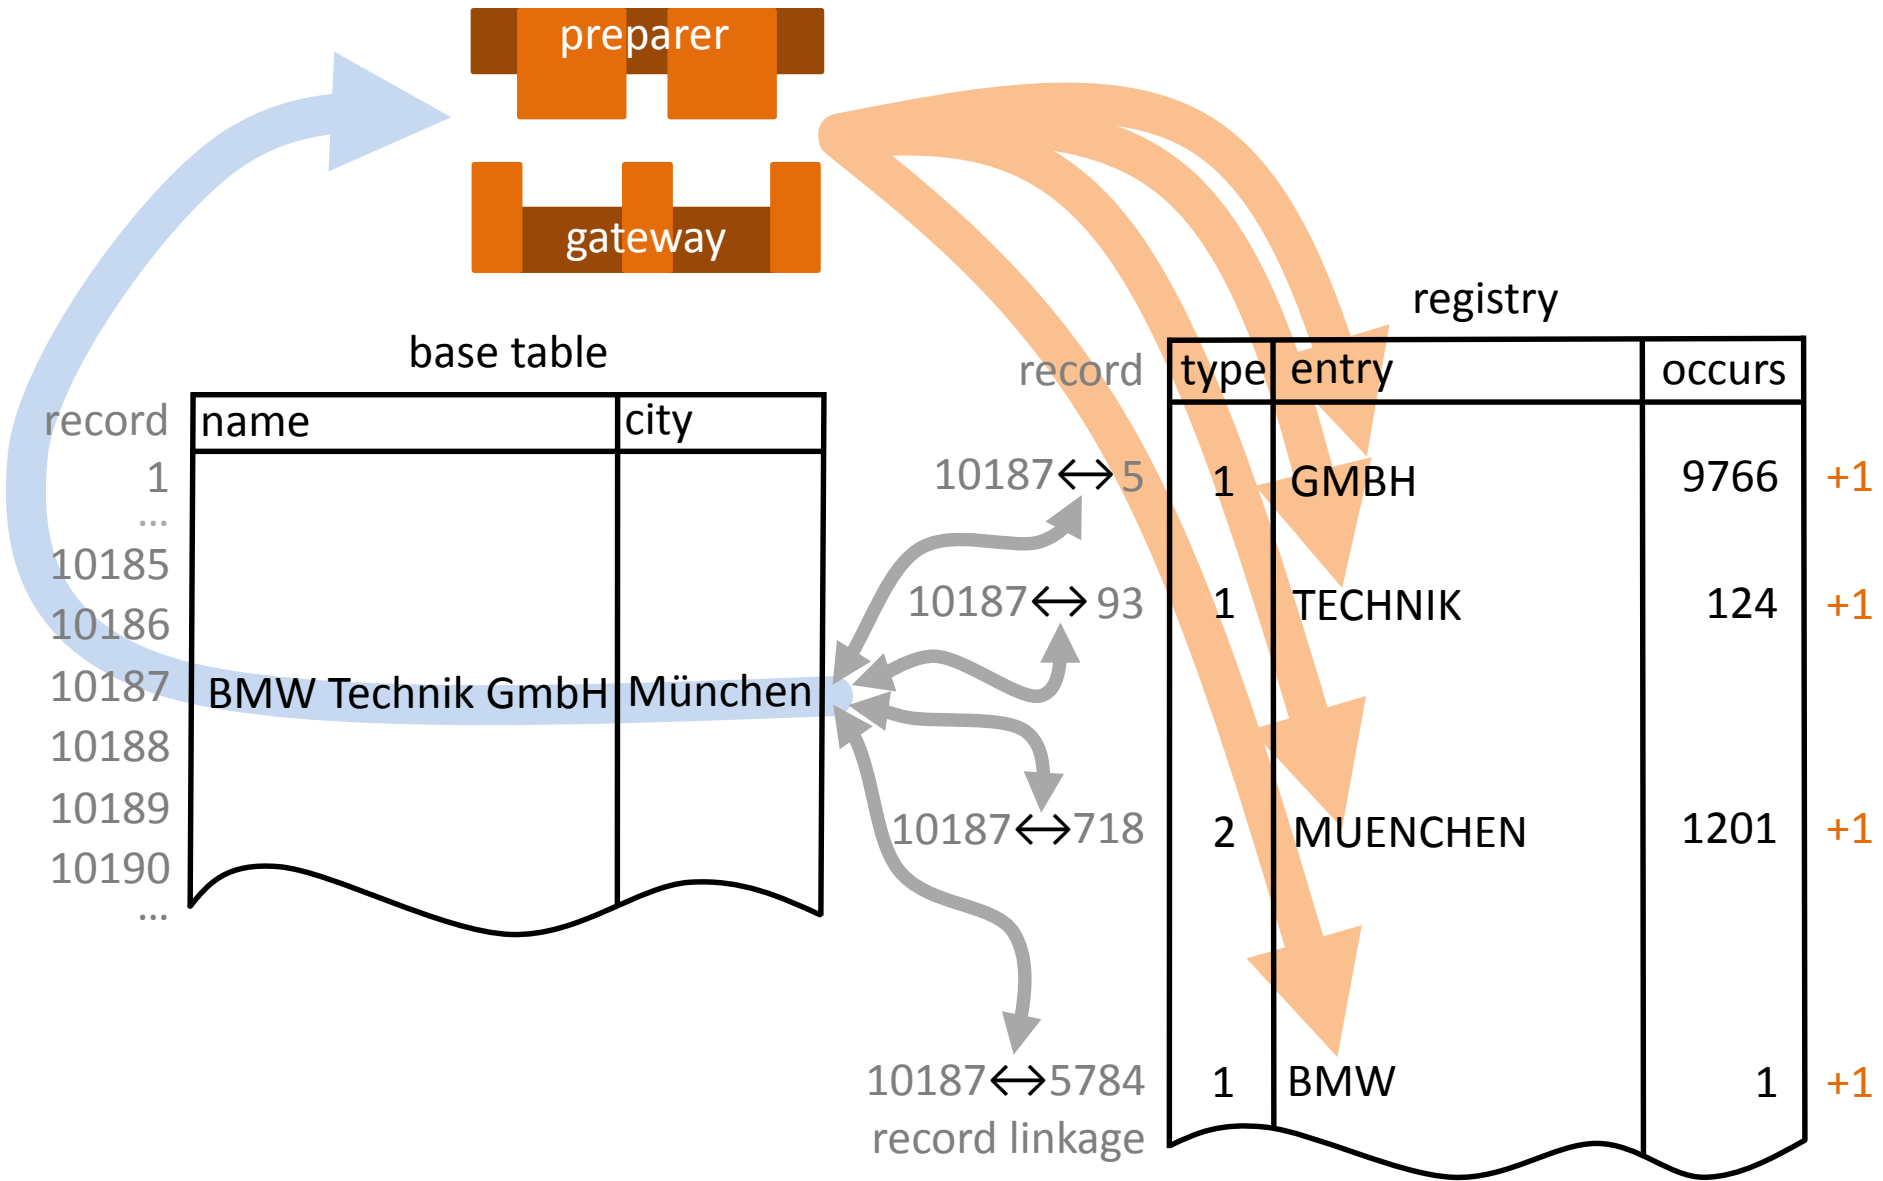 preparer
gateway
base table
record name city
1
...
10185
10186
10187 BMW Technik GmbH München
10188
10189
10190
...
registry
record type entry occurs
10187↔5 1 GMBH 9766 +1
10187↔93 1 TECHNIK 124 +1
10187↔718 2 MUENCHEN 1201 +1
10187↔5784 1 BMW 1 +1
record linkage